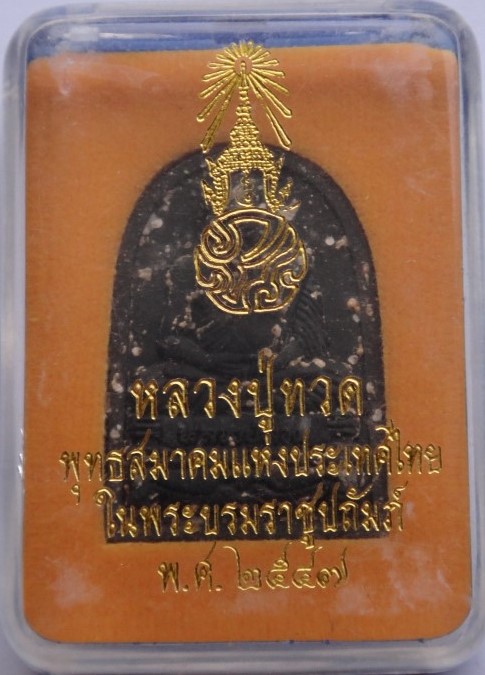 หลวงปู่ทวด
พุทธสมาคมแห่งประเทศไทย
ในพระบรมราชูปถัมภ์
พ.ศ. ๒๕๔๗